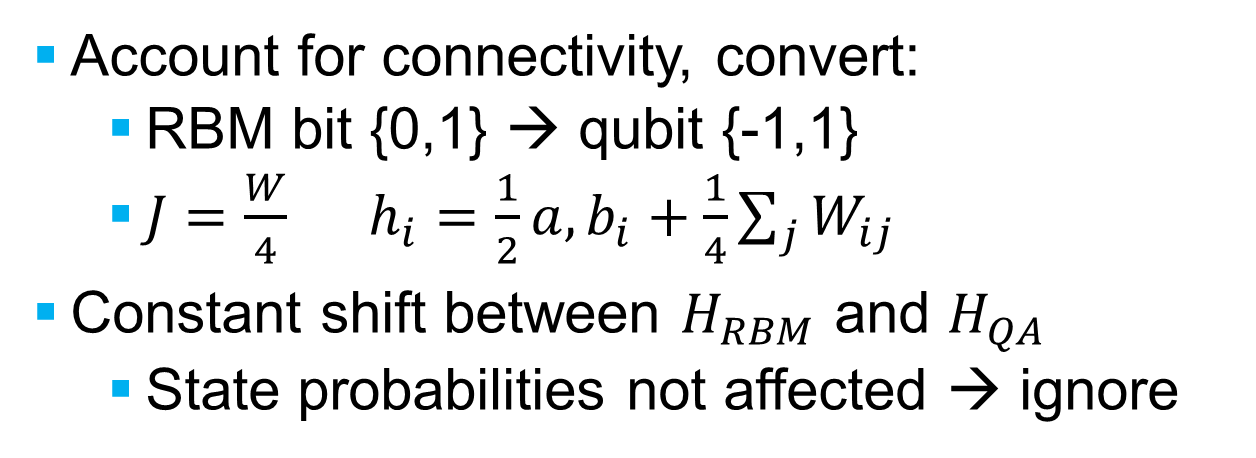 ▪ Account for connectivity, convert:
▪ RBM bit {0,1} → qubit {-1,1}
▪ J = W/4 h_i = 1/2 a, b_i + 1/4 ∑_j W_ij
▪ Constant shift between H_RBM and H_QA
▪ State probabilities not affected → ignore